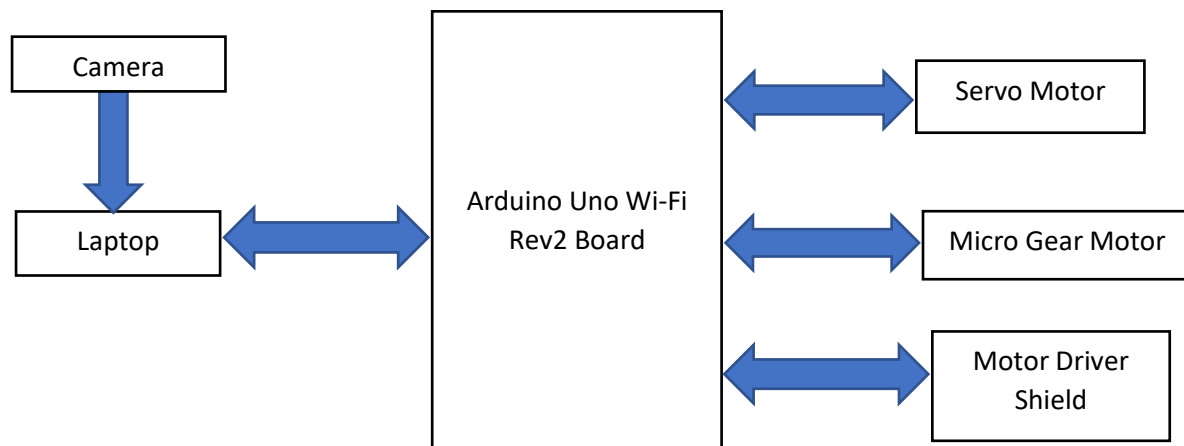 Camera
Laptop
Arduino Uno Wi-Fi
Rev2 Board
Servo Motor
Micro Gear Motor
Motor Driver
Shield